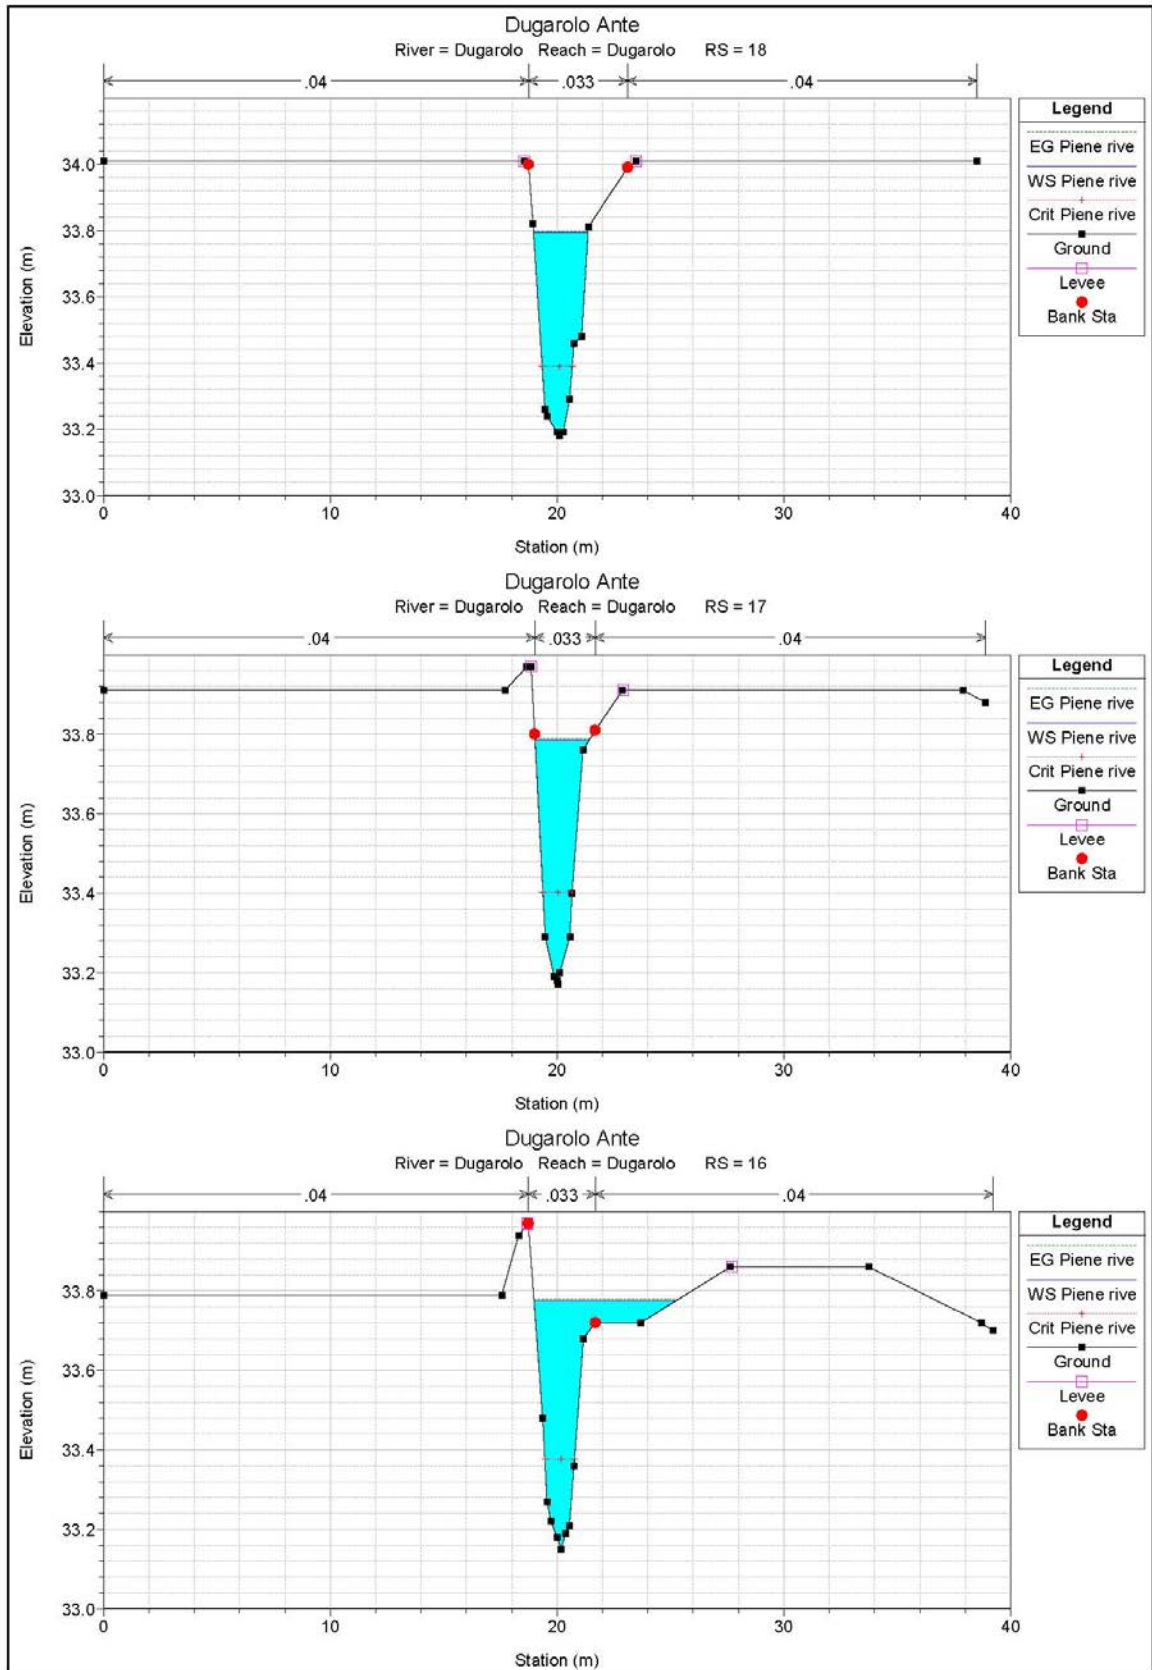 Dugarolo Ante
River = Dugarolo Reach = Dugarolo RS = 18
.04 .033 .04
Legend
EG Piene rive
WS Piene rive
Crit Piene rive
Ground
Levee
Bank Sta
Elevation (m)
34.0
33.8
33.6
33.4
33.2
33.0
0 10 20 30 40
Station (m)
Dugarolo Ante
River = Dugarolo Reach = Dugarolo RS = 17
.04 .033 .04
Legend
EG Piene rive
WS Piene rive
Crit Piene rive
Ground
Levee
Bank Sta
Elevation (m)
33.8
33.6
33.4
33.2
33.0
0 10 20 30 40
Station (m)
Dugarolo Ante
River = Dugarolo Reach = Dugarolo RS = 16
.04 .033 .04
Legend
EG Piene rive
WS Piene rive
Crit Piene rive
Ground
Levee
Bank Sta
Elevation (m)
33.8
33.6
33.4
33.2
33.0
0 10 20 30 40
Station (m)